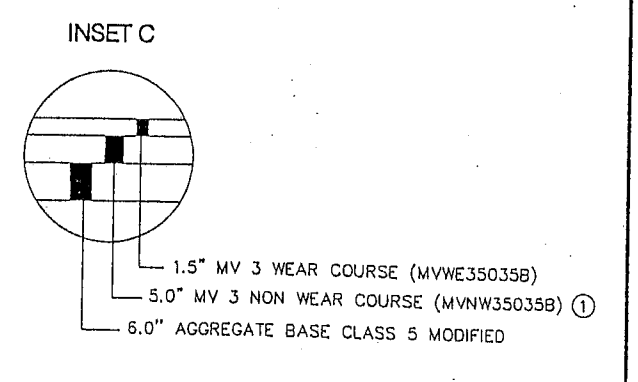 INSET C
1.5" MV 3 WEAR COURSE (MVWE35035B)
5.0" MV 3 NON WEAR COURSE (MVNW35035B) ①
6.0" AGGREGATE BASE CLASS 5 MODIFIED